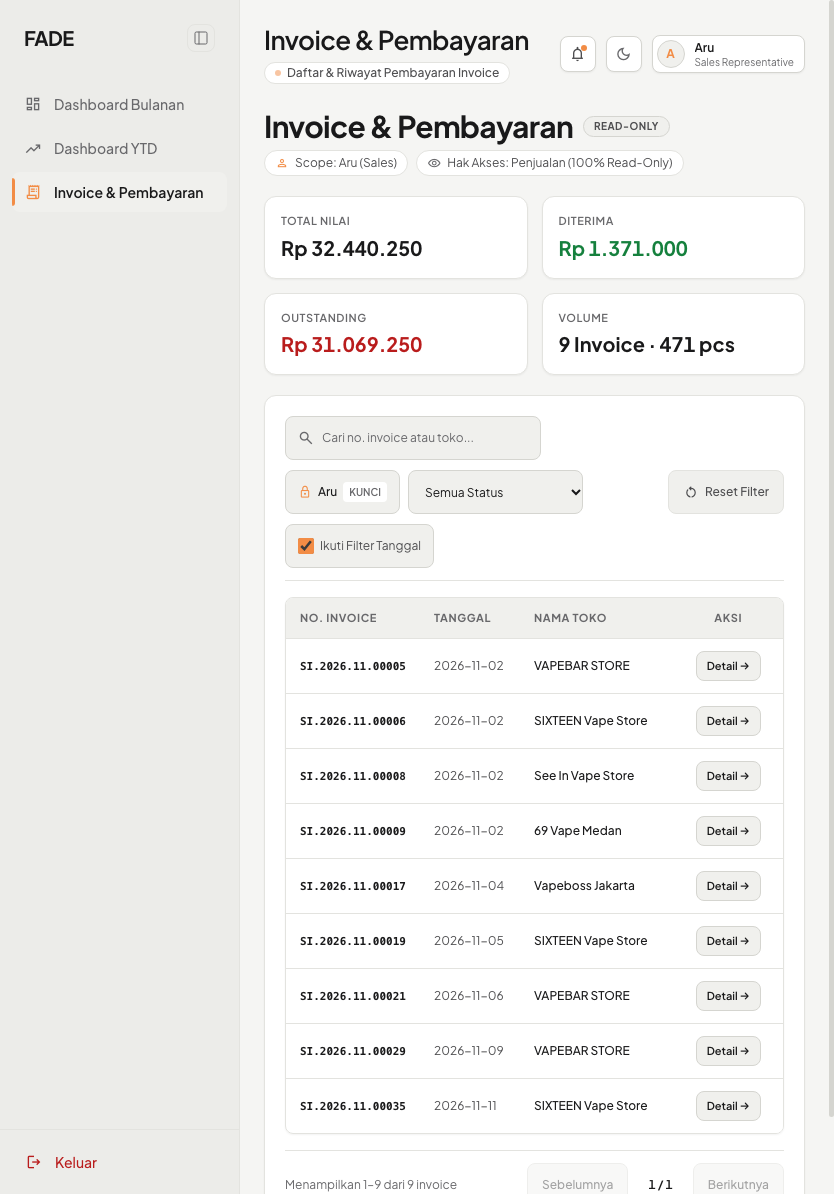 FADE
Dashboard Bulanan
Dashboard YTD
Invoice & Pembayaran
Keluar
Invoice & Pembayaran
Daftar & Riwayat Pembayaran Invoice
A
Aru
Sales Representative
Invoice & Pembayaran READ-ONLY
Scope: Aru (Sales) Hak Akses: Penjualan (100% Read-Only)
TOTAL NILAI
Rp 32.440.250
DITERIMA
Rp 1.371.000
OUTSTANDING
Rp 31.069.250
VOLUME
9 Invoice · 471 pcs
Cari no. invoice atau toko...
Aru KUNCI Semua Status Reset Filter
Ikuti Filter Tanggal
NO. INVOICE TANGGAL NAMA TOKO AKSI
SI.2026.11.00005 2026-11-02 VAPEBAR STORE Detail →
SI.2026.11.00006 2026-11-02 SIXTEEN Vape Store Detail →
SI.2026.11.00008 2026-11-02 See In Vape Store Detail →
SI.2026.11.00009 2026-11-02 69 Vape Medan Detail →
SI.2026.11.00017 2026-11-04 Vapeboss Jakarta Detail →
SI.2026.11.00019 2026-11-05 SIXTEEN Vape Store Detail →
SI.2026.11.00021 2026-11-06 VAPEBAR STORE Detail →
SI.2026.11.00029 2026-11-09 VAPEBAR STORE Detail →
SI.2026.11.00035 2026-11-11 SIXTEEN Vape Store Detail →
Menampilkan 1-9 dari 9 invoice Sebelumnya 1/1 Berikutnya